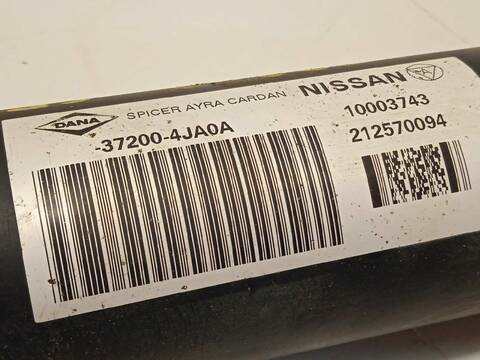 DANA SPICER AYRA CARDAN NISSAN
-37200-4JA0A 10003743
212570094